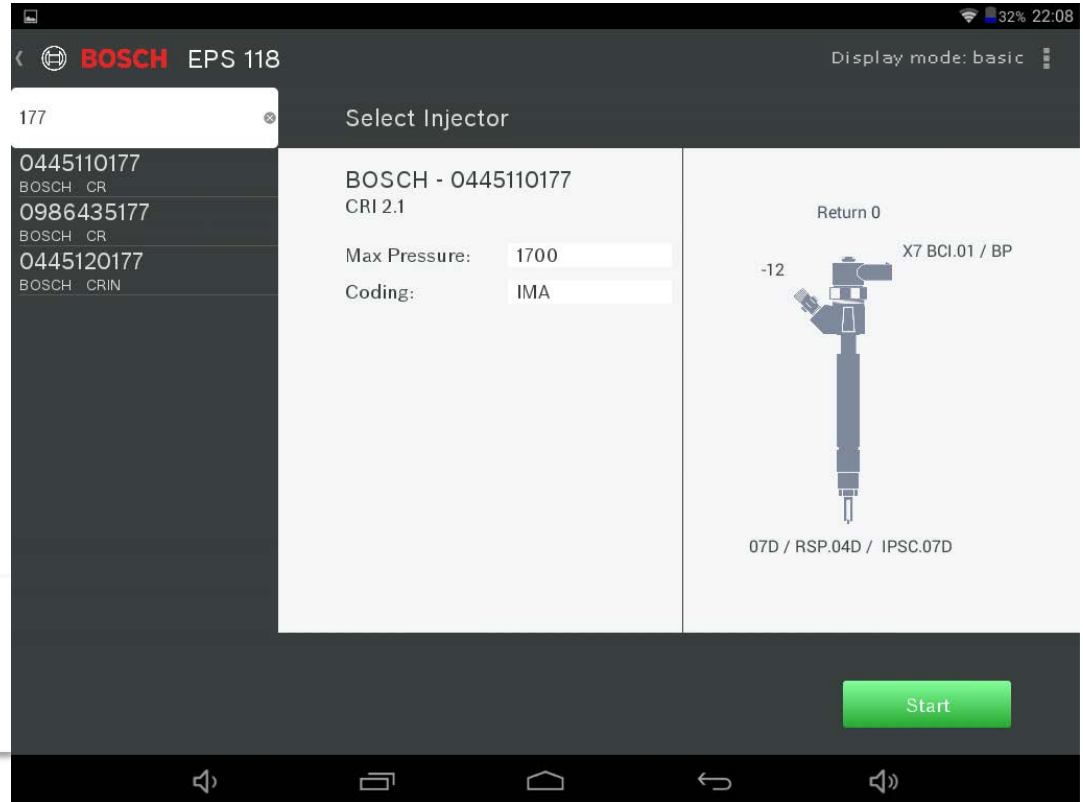 32% 22:08
BOSCH EPS 118
Display mode: basic
177
Select Injector
0445110177
BOSCH CR
0986435177
BOSCH CR
0445120177
BOSCH CRIN
BOSCH - 0445110177
CRI 2.1
Max Pressure: 1700
Coding: IMA
Return 0
X7 BCI.01 / BP
-12
07D / RSP.04D / IPSC.07D
Start